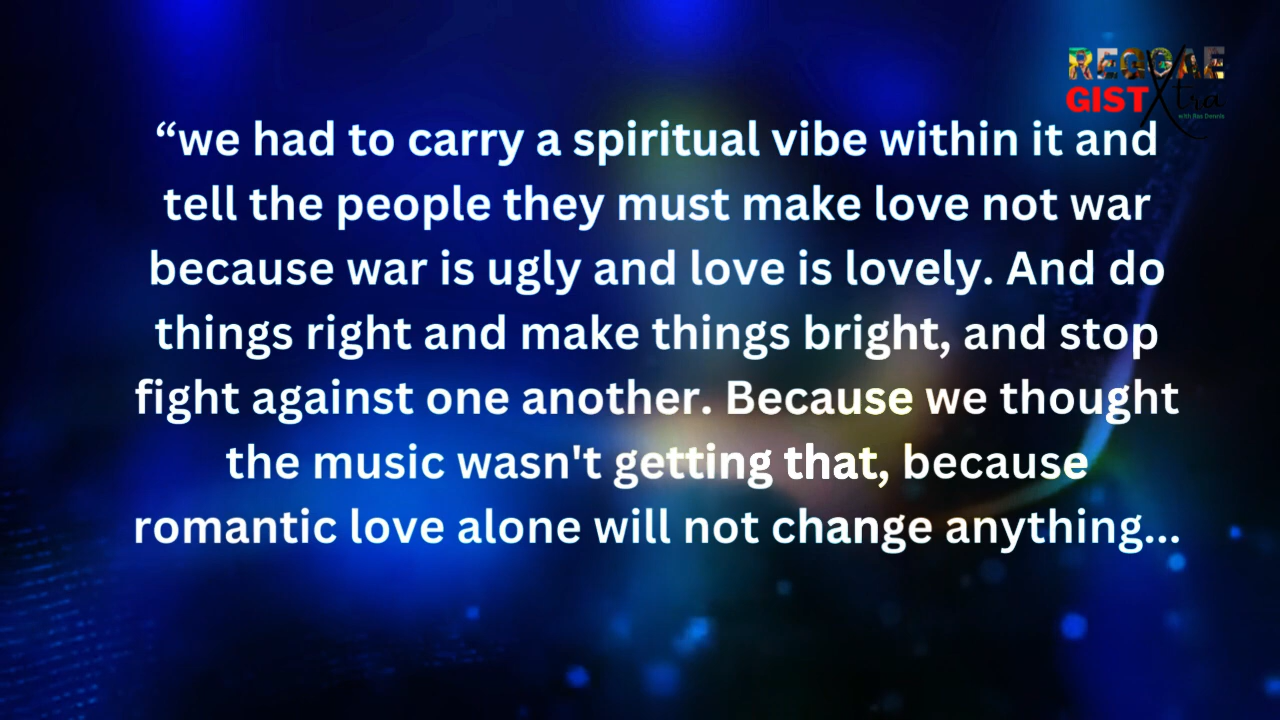 REGGAE
GIST Xtra
with Ras Dennis
“we had to carry a spiritual vibe within it and
tell the people they must make love not war
because war is ugly and love is lovely. And do
things right and make things bright, and stop
fight against one another. Because we thought
the music wasn't getting that, because
romantic love alone will not change anything...